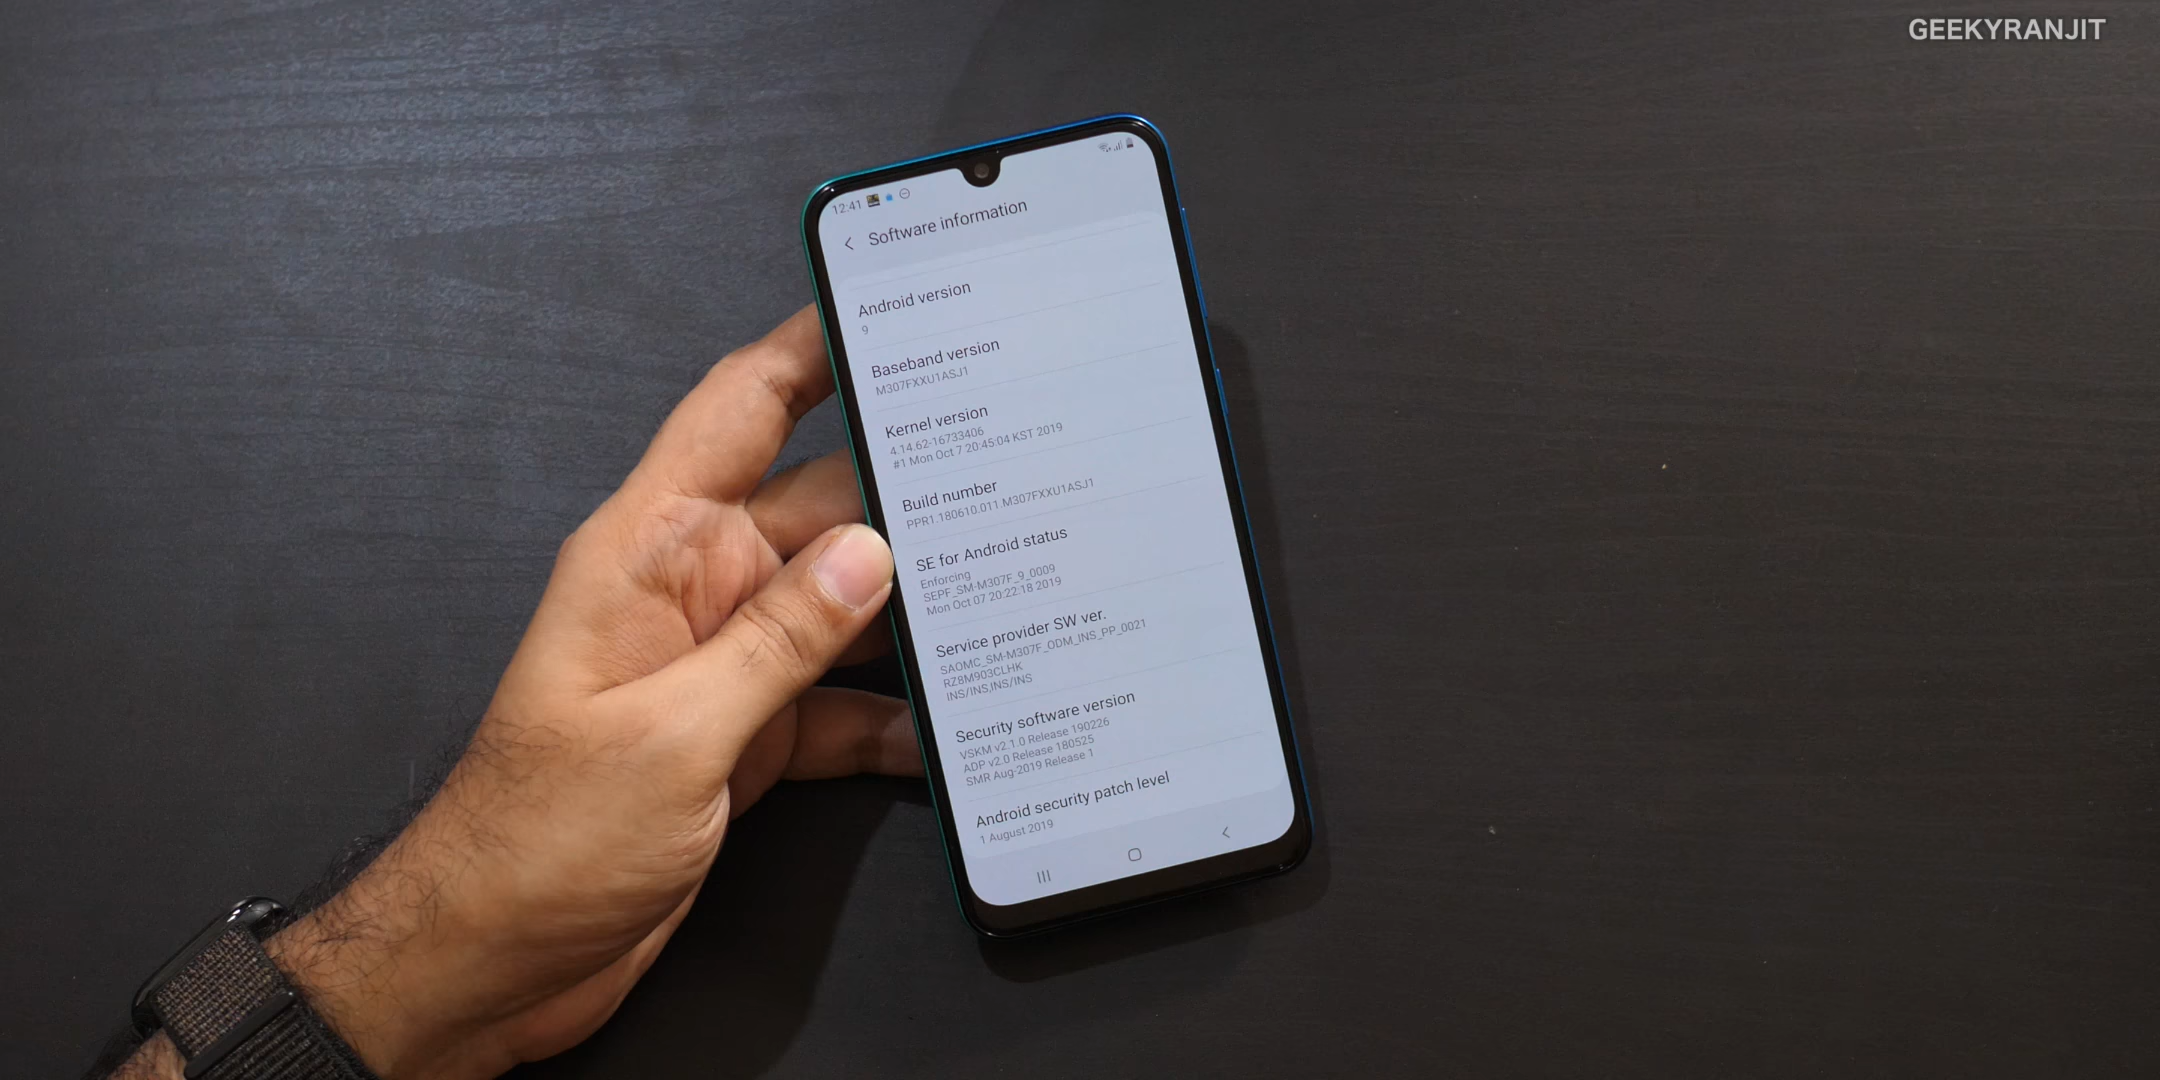 GEEKYRANJIT
12:41
Software information
Android version
9
Baseband version
M307FXXU1ASJ1
Kernel version
4.14.62-16733406
#1 Mon Oct 7 20:45:04 KST 2019
Build number
PPR1.180610.011.M307FXXU1ASJ1
SE for Android status
Enforcing
SEPF_SM-M307F_9_0009
Mon Oct 07 20:22:18 2019
Service provider SW ver.
SAOMC_SM-M307F_ODM_INS_PP_0021
RZ8M903CLHK
INS/INS,INS/INS
Security software version
VSKM v2.1.0 Release 190226
ADP v2.0 Release 180525
SMR Aug-2019 Release 1
Android security patch level
1 August 2019